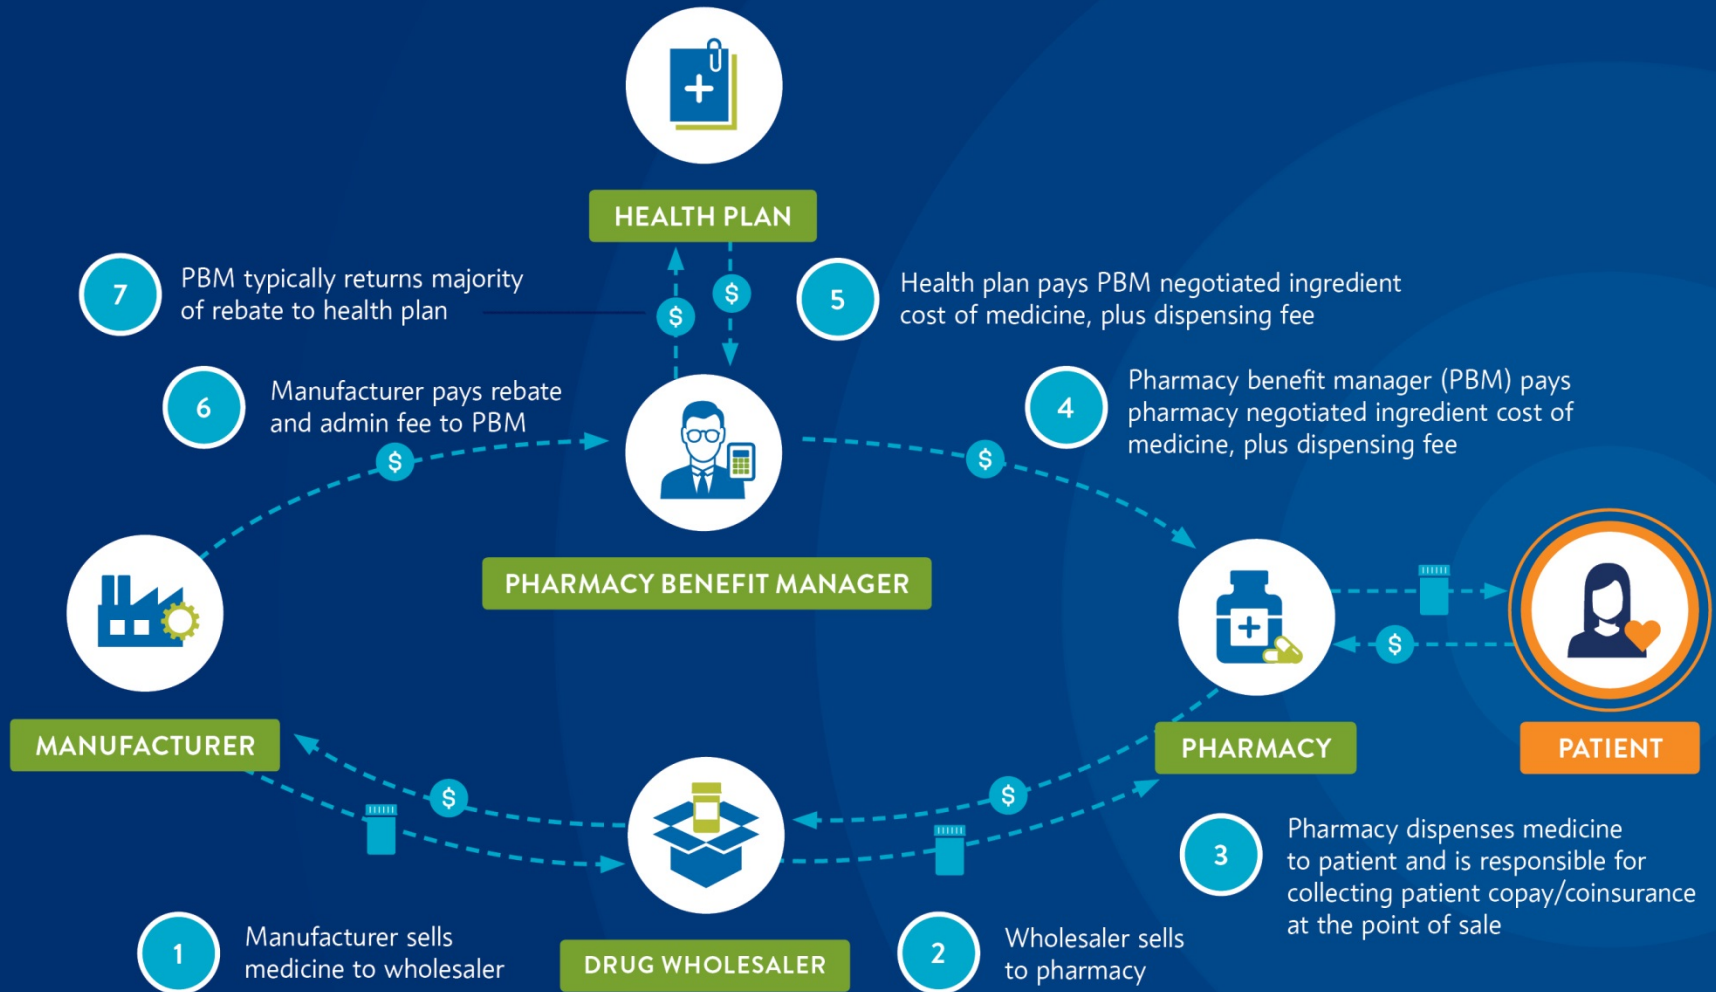 HEALTH PLAN
7
PBM typically returns majority
of rebate to health plan
$
$
5
Health plan pays PBM negotiated ingredient
cost of medicine, plus dispensing fee
6
Manufacturer pays rebate
and admin fee to PBM
$
4
Pharmacy benefit manager (PBM) pays
pharmacy negotiated ingredient cost of
medicine, plus dispensing fee
$
PHARMACY BENEFIT MANAGER
$
MANUFACTURER
PHARMACY
PATIENT
$
$
3
Pharmacy dispenses medicine
to patient and is responsible for
collecting patient copay/coinsurance
at the point of sale
1
Manufacturer sells
medicine to wholesaler
DRUG WHOLESALER
2
Wholesaler sells
to pharmacy